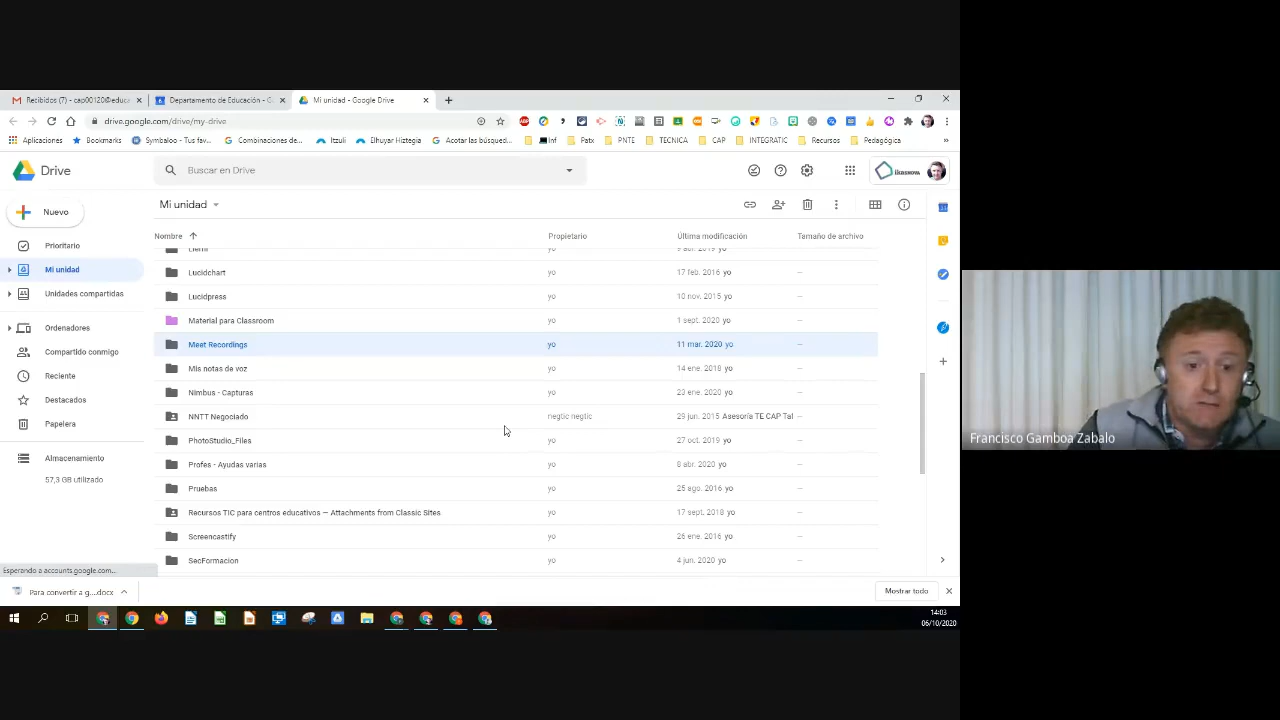 Recibidos (7) - cap00120@educa
Departamento de Educación - C
Mi unidad - Google Drive
drive.google.com/drive/my-drive
Aplicaciones
Bookmarks
Symbaloo - Tus fav...
Combinaciones de...
Itzuli
Elhuyar Hiztegia
Acotar las búsqued...
Inf
Patx
PNTE
TECNICA
CAP
INTEGRATIC
Recursos
Pedagógica
»
Drive
Buscar en Drive
ikasnova
Nuevo
Mi unidad
Nombre
Propietario
Última modificación
Tamaño de archivo
Prioritario
Mi unidad
Unidades compartidas
Ordenadores
Compartido conmigo
Reciente
Destacados
Papelera
Almacenamiento
57,3 GB utilizado
Lucidchart yo 17 feb. 2016 yo —
Lucidpress yo 10 nov. 2015 yo —
Material para Classroom yo 1 sept. 2020 yo —
Meet Recordings yo 11 mar. 2020 yo —
Mis notas de voz yo 14 ene. 2018 yo —
Nimbus - Capturas yo 23 ene. 2020 yo —
NNTT Negociado negtic negtic 29 jun. 2015 Asesoría TE CAP Tal —
PhotoStudio_Files yo 27 oct. 2019 yo —
Profes - Ayudas varias yo 8 abr. 2020 yo —
Pruebas yo 25 ago. 2016 yo —
Recursos TIC para centros educativos — Attachments from Classic Sites yo 17 sept. 2018 yo —
Screencastify yo 26 ene. 2016 yo —
SecFormacion yo 4 jun. 2020 yo —
Esperando a accounts.google.com...
Para convertir a g....docx
Mostrar todo
14:03
06/10/2020
Francisco Gamboa Zabalo